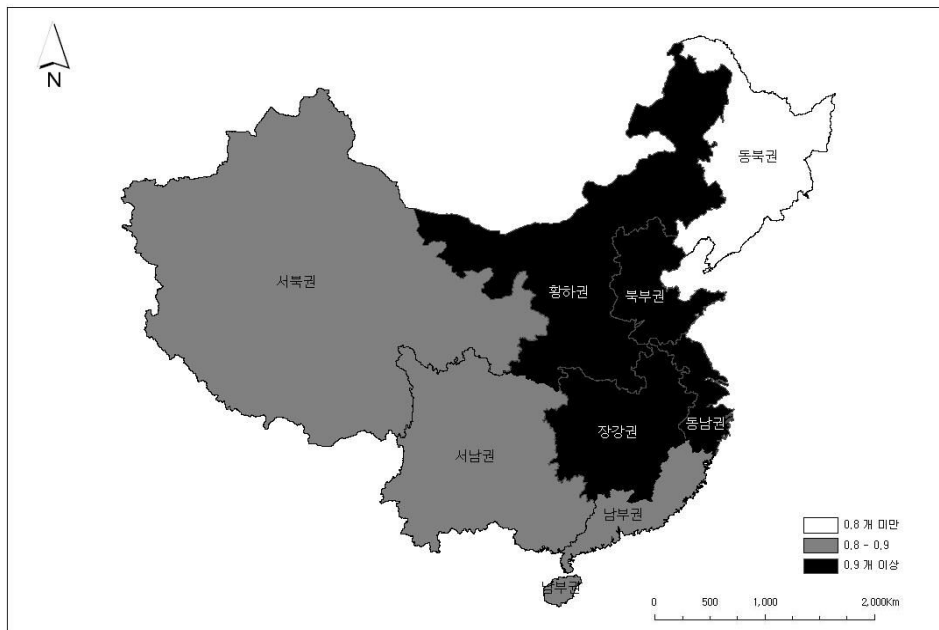 N
동북권
서북권
황하권
북부권
장강권
동남권
서남권
남부권
남부권
0.8 개 미만
0.8 - 0.9
0.9 개 이상
0 500 1,000 2,000Km